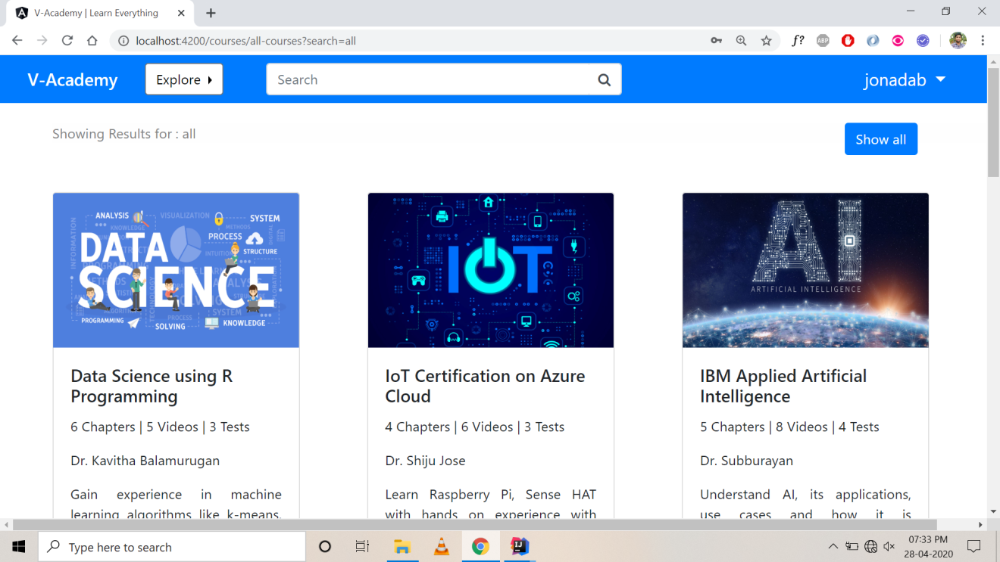 V-Academy | Learn Everything
localhost:4200/courses/all-courses?search=all
f?
ABP
V-Academy
Explore
Search
jonadab
Showing Results for : all
Show all
ANALYSIS
VISUALIZATION
SYSTEM
KNOWLEDGE
METHODS
PROCESS
INFORMATION
DATA
STRUCTURE
SCIENCE
PROGRAMMING
SOLVING
SYSTEM
PROCESS
KNOWLEDGE
IOT
AI
ARTIFICIAL INTELLIGENCE
Data Science using R
Programming
6 Chapters | 5 Videos | 3 Tests
Dr. Kavitha Balamurugan
Gain experience in machine
learning algorithms like k-means,
IoT Certification on Azure
Cloud
4 Chapters | 6 Videos | 3 Tests
Dr. Shiju Jose
Learn Raspberry Pi, Sense HAT
with hands on experience with
IBM Applied Artificial
Intelligence
5 Chapters | 8 Videos | 4 Tests
Dr. Subburayan
Understand AI, its applications,
use cases and how it is
Type here to search
IJ
07:33 PM
28-04-2020